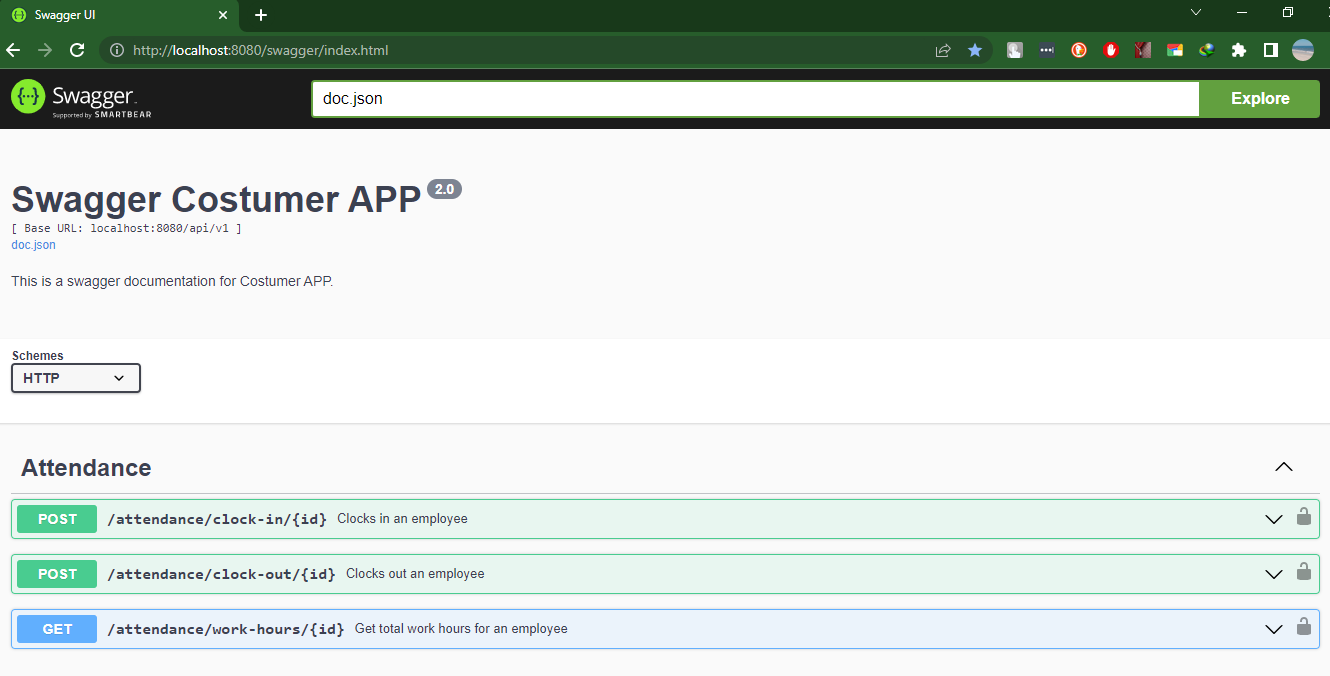 Swagger UI
http://localhost:8080/swagger/index.html
Swagger
Supported by SMARTBEAR
doc.json
Explore
Swagger Costumer APP 2.0
[ Base URL: localhost:8080/api/v1 ]
doc.json
This is a swagger documentation for Costumer APP.
Schemes
HTTP
Attendance
POST /attendance/clock-in/{id} Clocks in an employee
POST /attendance/clock-out/{id} Clocks out an employee
GET /attendance/work-hours/{id} Get total work hours for an employee